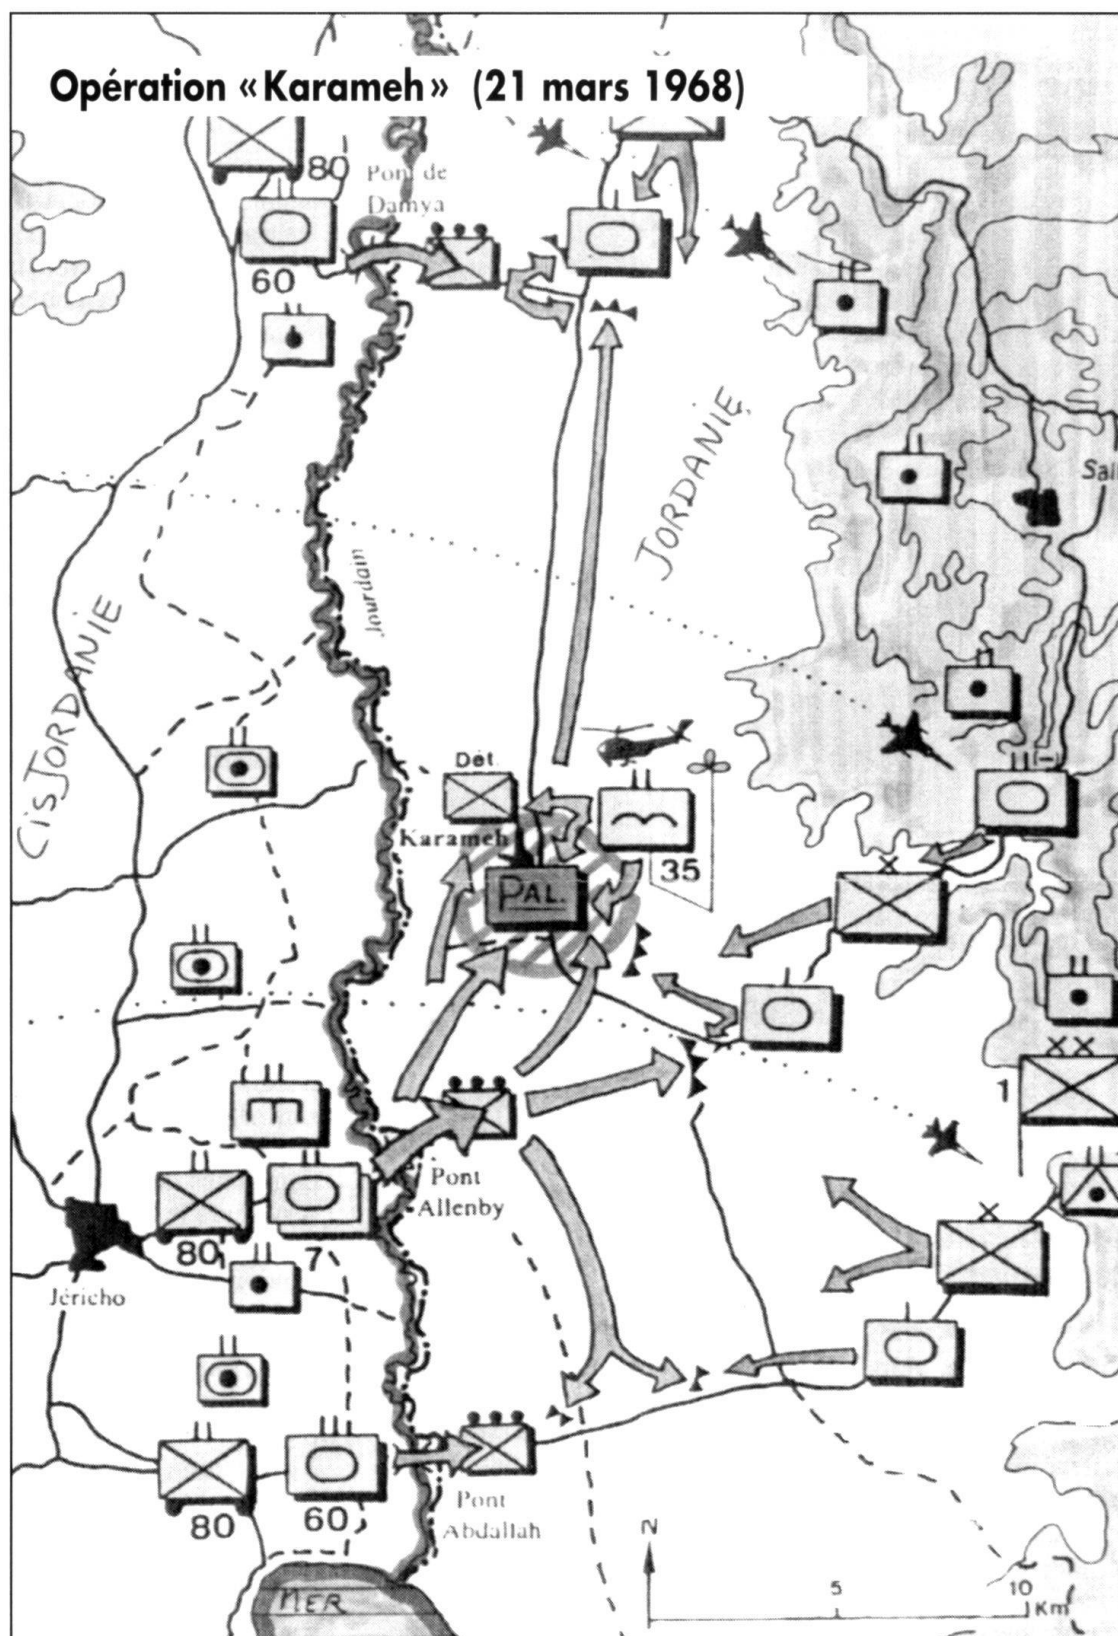 Opération «Karameh» (21 mars 1968)
80
Pont de
Damya
60
JORDANIE
Sal
Jourdain
CISJORDANIE
Dét.
Karameh
35
PAL.
1
Pont
Allenby
80
7
Jéricho
80
60
Pont
Abdallah
N
5
10
Km
MER